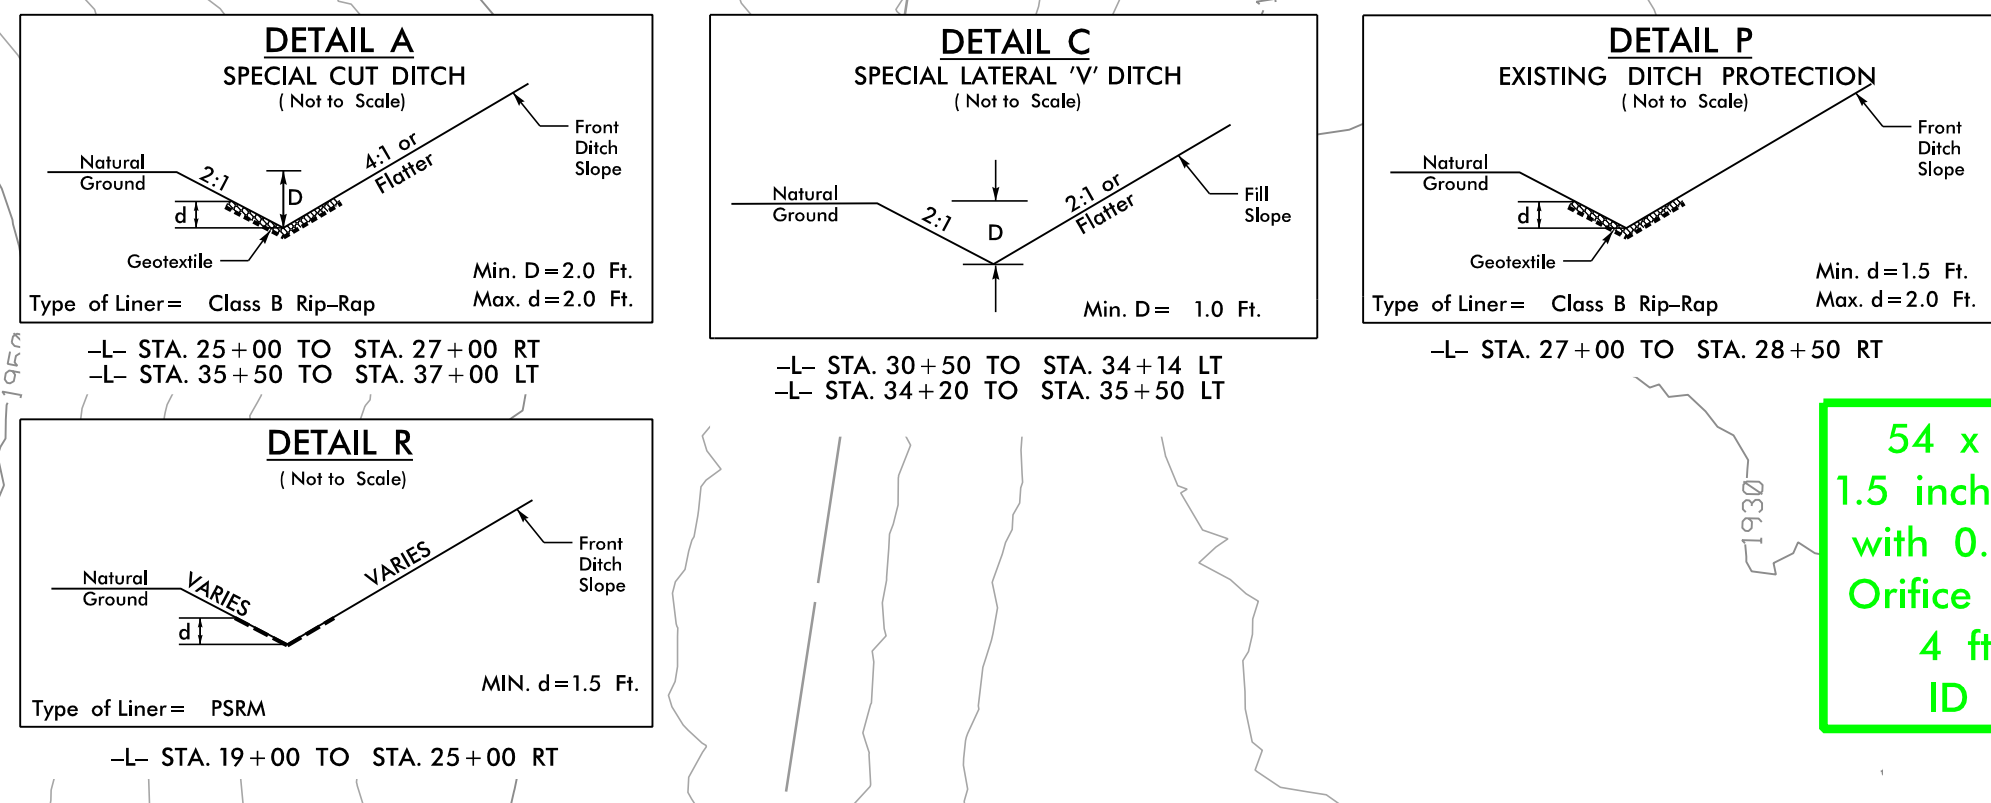 DETAIL A
SPECIAL CUT DITCH
( Not to Scale)
Natural
Ground
2:1
4:1 or
Flatter
Front
Ditch
Slope
D
d
Geotextile
Min. D=2.0 Ft.
Max. d=2.0 Ft.
Type of Liner= Class B Rip-Rap
-L- STA. 25+00 TO STA. 27+00 RT
-L- STA. 35+50 TO STA. 37+00 LT
DETAIL C
SPECIAL LATERAL 'V' DITCH
( Not to Scale)
Natural
Ground
2:1
D
2:1 or
Flatter
Fill
Slope
Min. D= 1.0 Ft.
-L- STA. 30+50 TO STA. 34+14 LT
-L- STA. 34+20 TO STA. 35+50 LT
DETAIL P
EXISTING DITCH PROTECTION
( Not to Scale)
Natural
Ground
Front
Ditch
Slope
d
Geotextile
Min. d=1.5 Ft.
Max. d=2.0 Ft.
Type of Liner= Class B Rip-Rap
-L- STA. 27+00 TO STA. 28+50 RT
DETAIL R
( Not to Scale)
Natural
Ground
VARIES
VARIES
Front
Ditch
Slope
d
MIN. d=1.5 Ft.
Type of Liner= PSRM
-L- STA. 19+00 TO STA. 25+00 RT
1930
54 x
1.5 inch
with 0.
Orifice
4 ft
ID